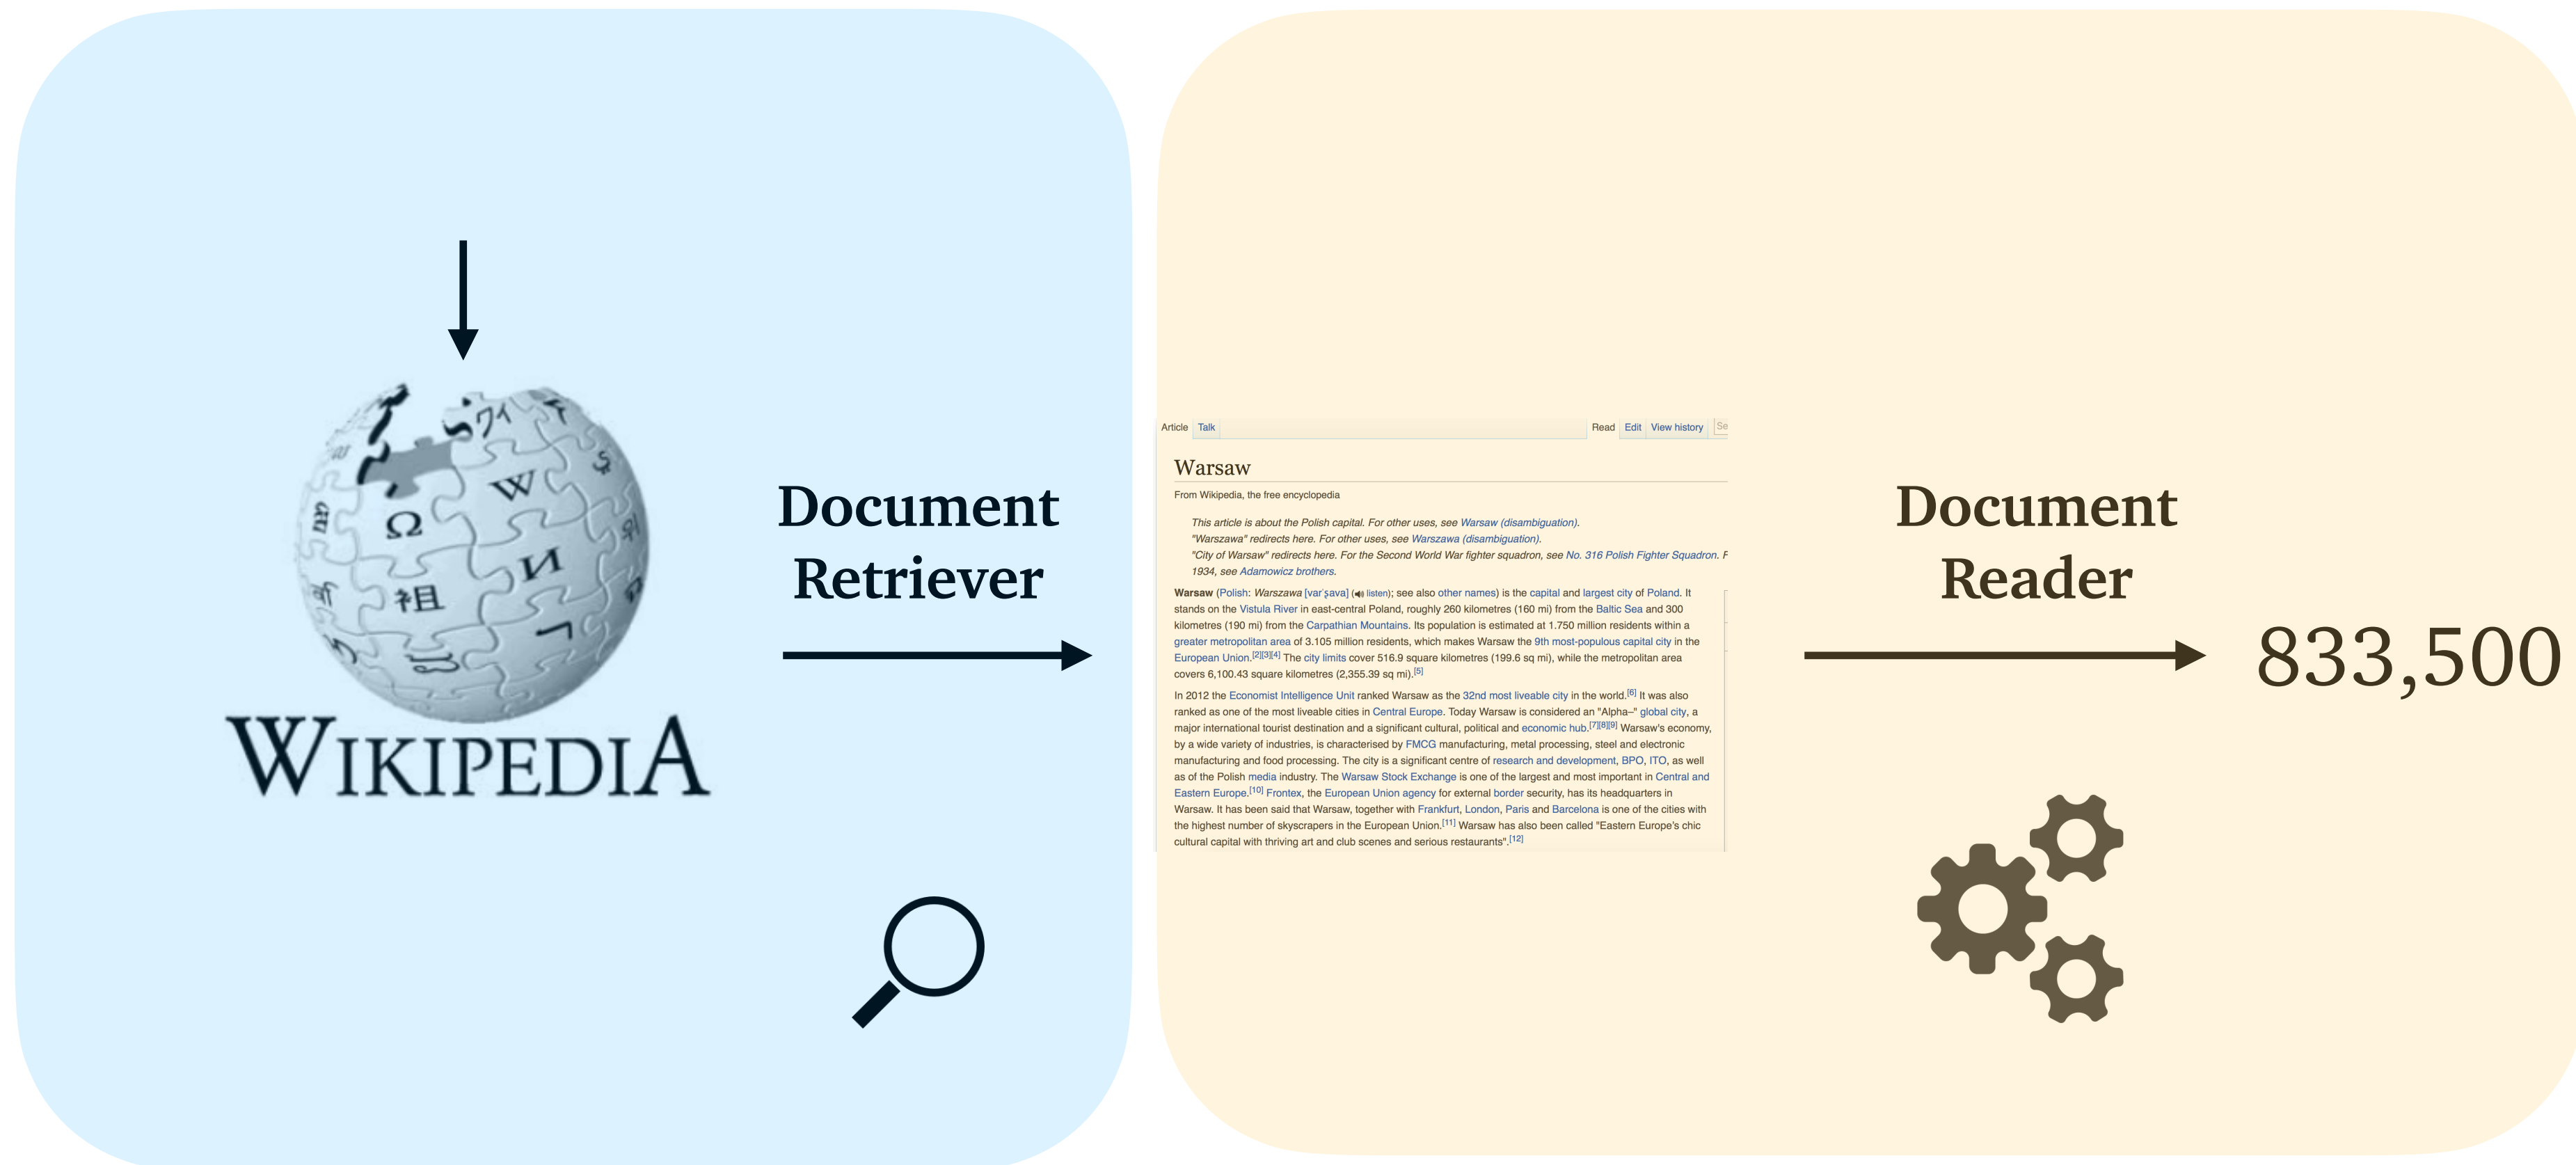 WIKIPEDIA
Document
Retriever
Article Talk Read Edit View history Se
Warsaw
From Wikipedia, the free encyclopedia
This article is about the Polish capital. For other uses, see Warsaw (disambiguation).
"Warszawa" redirects here. For other uses, see Warszawa (disambiguation).
"City of Warsaw" redirects here. For the Second World War fighter squadron, see No. 316 Polish Fighter Squadron. F
1934, see Adamowicz brothers.
Warsaw (Polish: Warszawa [varˈʂava] (listen); see also other names) is the capital and largest city of Poland. It
stands on the Vistula River in east-central Poland, roughly 260 kilometres (160 mi) from the Baltic Sea and 300
kilometres (190 mi) from the Carpathian Mountains. Its population is estimated at 1.750 million residents within a
greater metropolitan area of 3.105 million residents, which makes Warsaw the 9th most-populous capital city in the
European Union.[2][3][4] The city limits cover 516.9 square kilometres (199.6 sq mi), while the metropolitan area
covers 6,100.43 square kilometres (2,355.39 sq mi).[5]
In 2012 the Economist Intelligence Unit ranked Warsaw as the 32nd most liveable city in the world.[6] It was also
ranked as one of the most liveable cities in Central Europe. Today Warsaw is considered an "Alpha–" global city, a
major international tourist destination and a significant cultural, political and economic hub.[7][8][9] Warsaw's economy,
by a wide variety of industries, is characterised by FMCG manufacturing, metal processing, steel and electronic
manufacturing and food processing. The city is a significant centre of research and development, BPO, ITO, as well
as of the Polish media industry. The Warsaw Stock Exchange is one of the largest and most important in Central and
Eastern Europe.[10] Frontex, the European Union agency for external border security, has its headquarters in
Warsaw. It has been said that Warsaw, together with Frankfurt, London, Paris and Barcelona is one of the cities with
the highest number of skyscrapers in the European Union.[11] Warsaw has also been called "Eastern Europe's chic
cultural capital with thriving art and club scenes and serious restaurants".[12]
Document
Reader
833,500